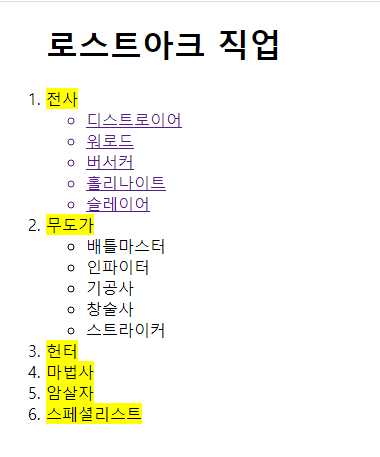 로스트아크 직업
1. 전사
디스트로이어
워로드
버서커
홀리나이트
슬레이어
2. 무도가
배틀마스터
인파이터
기공사
창술사
스트라이커
3. 헌터
4. 마법사
5. 암살자
6. 스페셜리스트